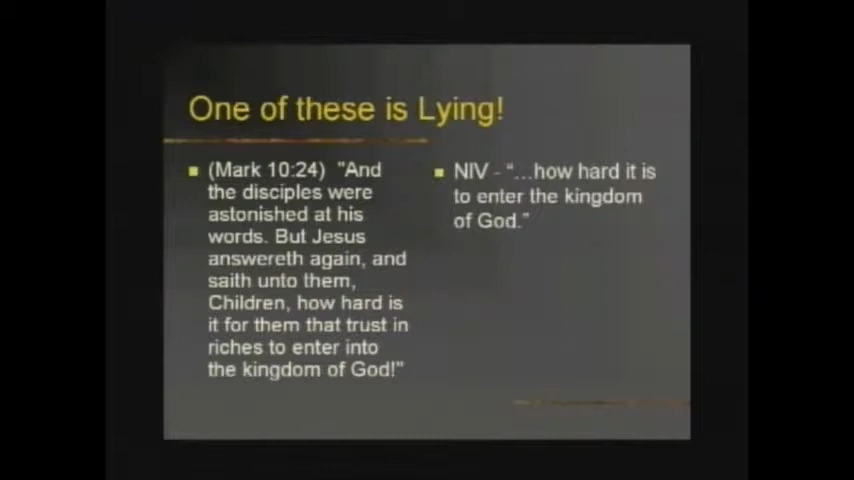 One of these is Lying!
(Mark 10:24) "And
the disciples were
astonished at his
words. But Jesus
answereth again, and
saith unto them,
Children, how hard is
it for them that trust in
riches to enter into
the kingdom of God!"
NIV - “…how hard it is
to enter the kingdom
of God.”